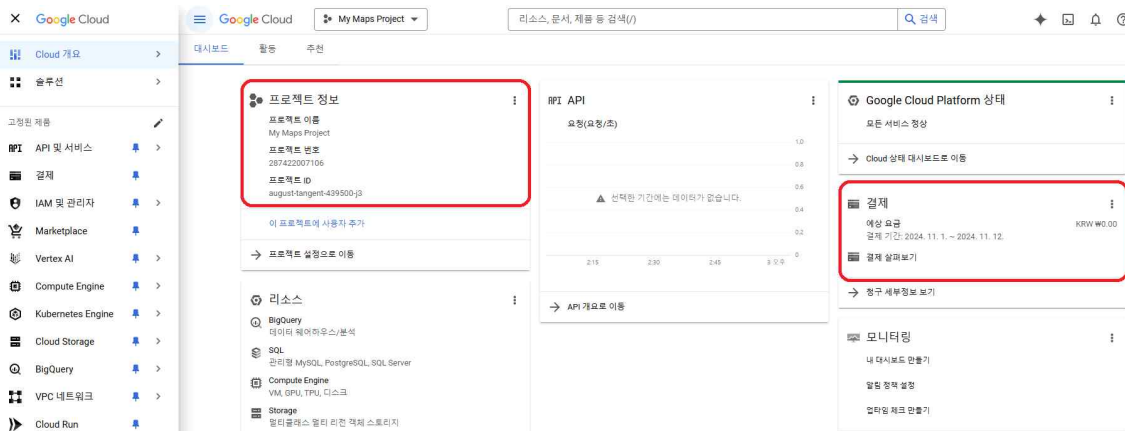 Google Cloud
Cloud 개요
솔루션
고정된 제품
API API 및 서비스
결제
IAM 및 관리자
Marketplace
Vertex AI
Compute Engine
Kubernetes Engine
Cloud Storage
BigQuery
VPC 네트워크
Cloud Run
Google Cloud
My Maps Project
리소스, 문서, 제품 등 검색(/)
검색
대시보드 활동 추천
프로젝트 정보
프로젝트 이름
My Maps Project
프로젝트 번호
287422007106
프로젝트 ID
august-tangent-439500-j3
이 프로젝트에 사용자 추가
프로젝트 설정으로 이동
리소스
BigQuery
데이터 웨어하우스/분석
SQL
관리형 MySQL, PostgreSQL, SQL Server
Compute Engine
VM, GPU, TPU, 디스크
Storage
멀티클래스 멀티 리전 객체 스토리지
API API
요청(요청/초)
1.0
0.8
0.6
선택한 기간에는 데이터가 없습니다.
0.4
0.2
0
2:15 2:30 2:45 3 오후
API 개요로 이동
Google Cloud Platform 상태
모든 서비스 정상
Cloud 상태 대시보드로 이동
결제
예상 요금 KRW ₩0.00
결제 기간: 2024. 11. 1. ~ 2024. 11. 12.
결제 살펴보기
청구 세부정보 보기
모니터링
내 대시보드 만들기
알림 정책 설정
업타임 체크 만들기